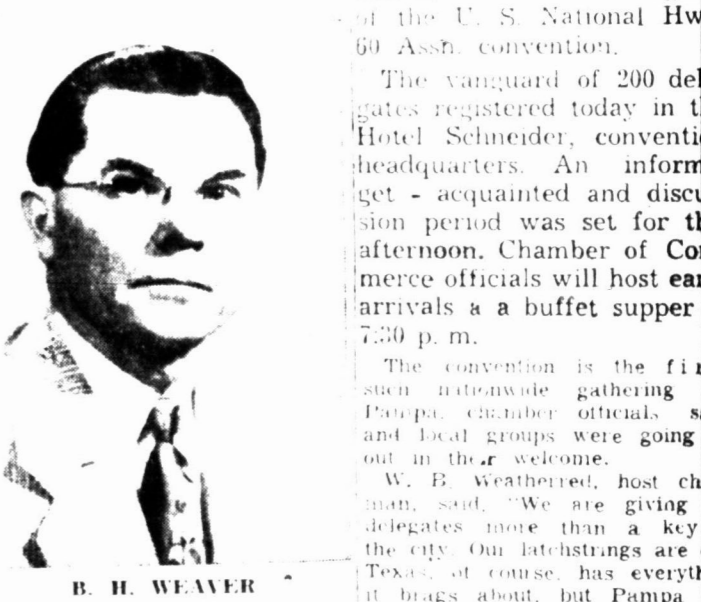 of the U. S. National Hw
60 Assn. convention.
The vanguard of 200 del
gates registered today in th
Hotel Schneider, conventi
headquarters. An inform
get - acquainted and discu
sion period was set for th
afternoon. Chamber of Co
merce officials will host ear
arrivals a a buffet supper
7:30 p. m.
The convention is the fir
such nationwide gathering
Pampa, chamber officials sa
and local groups were going
out in their welcome.
W. B. Weatherred, host ch
man, said, "We are giving
delegates more than a key
the city. Our latchstrings are
Texas, of course, has everyth
it brags about, but Pampa
B. H. WEAVER